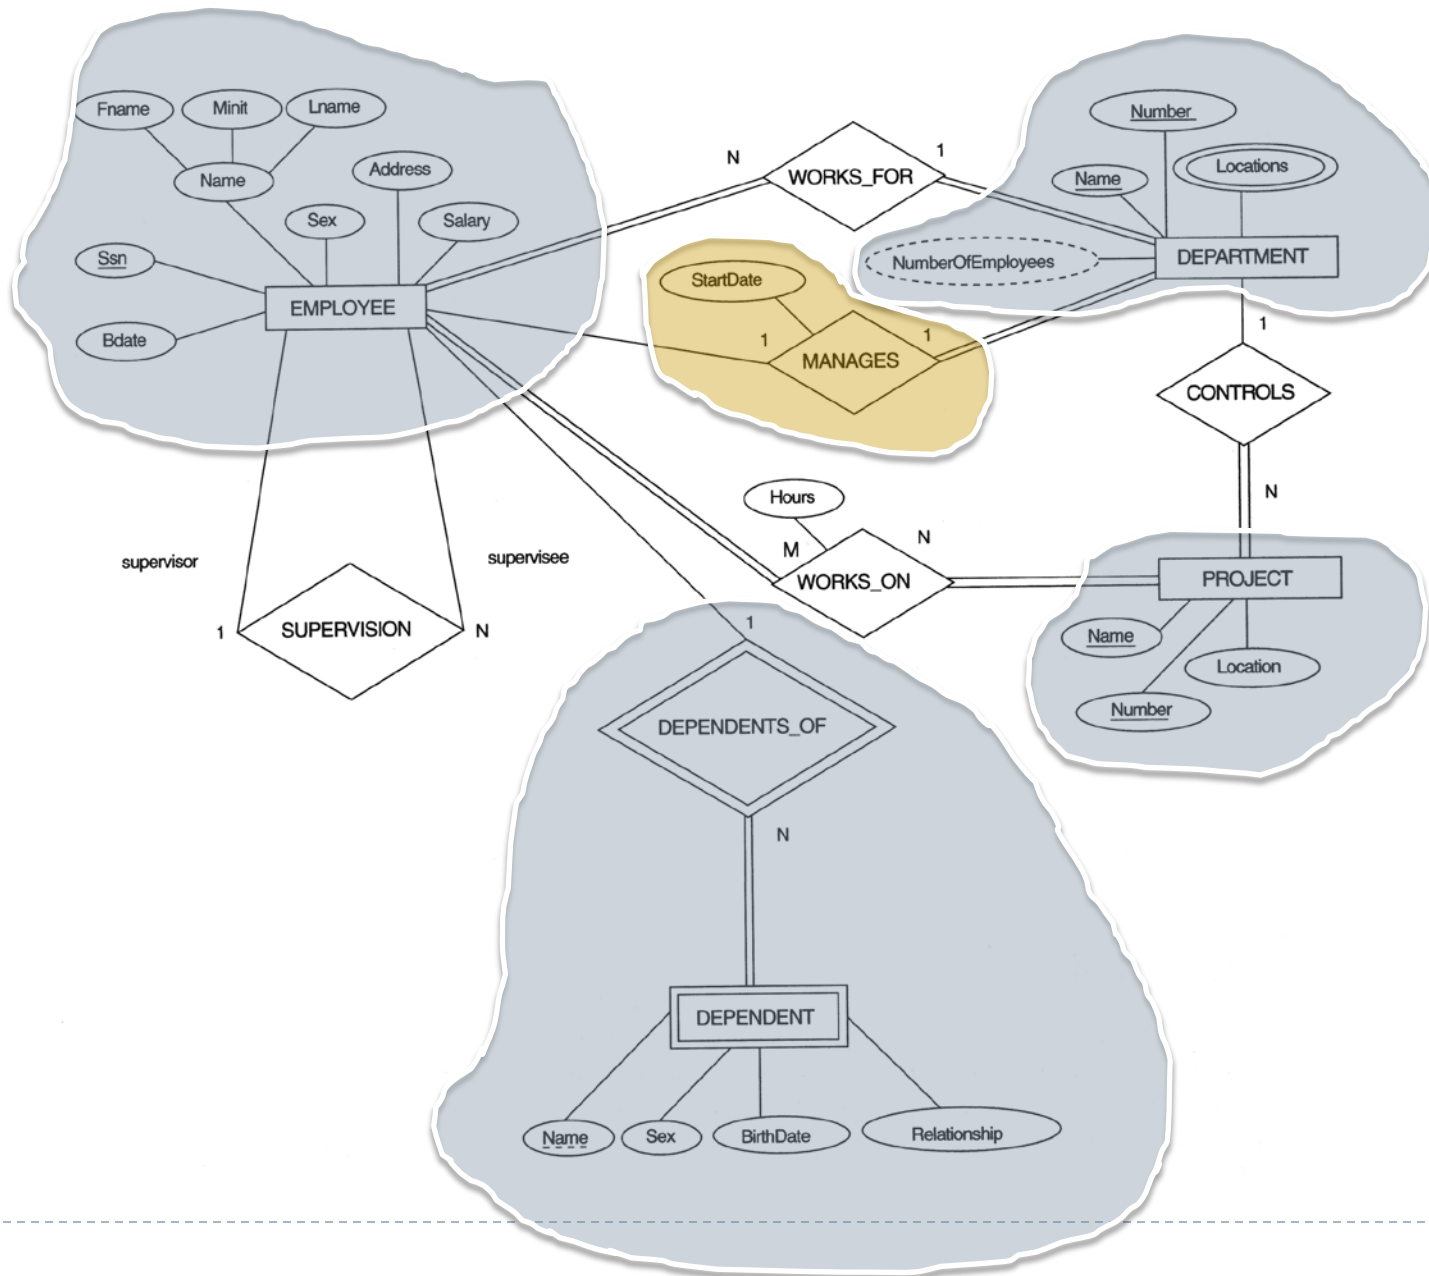 Fname
Minit
Lname
Name
Address
Sex
Salary
Ssn
Bdate
EMPLOYEE
N
WORKS_FOR
1
Number
Name
Locations
NumberOfEmployees
DEPARTMENT
StartDate
1
MANAGES
1
1
CONTROLS
N
Hours
M
N
WORKS_ON
PROJECT
Name
Number
Location
supervisor
supervisee
1
SUPERVISION
N
1
DEPENDENTS_OF
N
DEPENDENT
Name
Sex
BirthDate
Relationship